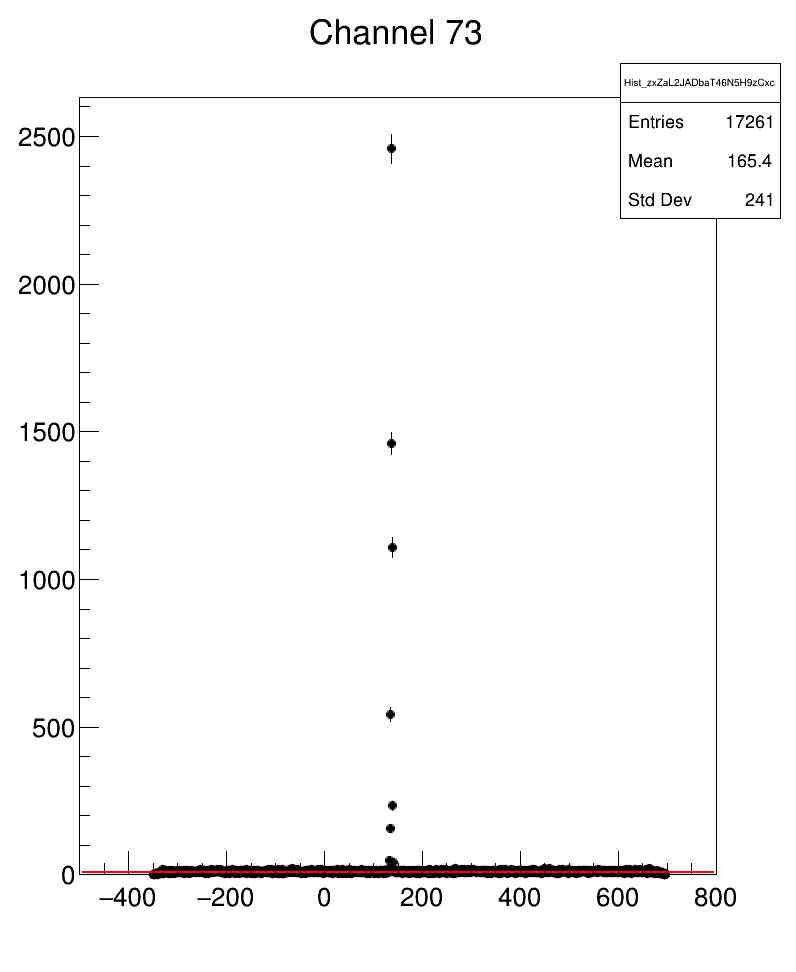 Channel 73
Hist_zxZaL2JADbaT46N5H9zCxc
Entries 17261
Mean 165.4
Std Dev 241
2500
2000
1500
1000
500
0
−400 −200 0 200 400 600 800